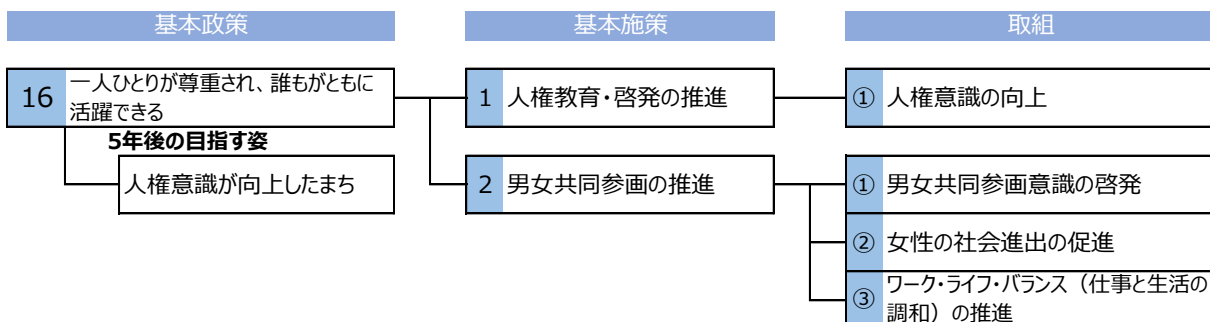 基本政策
基本施策
取組
16
一人ひとりが尊重され、誰もがともに
活躍できる
1 人権教育・啓発の推進
① 人権意識の向上
5年後の目指す姿
人権意識が向上したまち
2 男女共同参画の推進
① 男女共同参画意識の啓発
② 女性の社会進出の促進
③
ワーク・ライフ・バランス（仕事と生活の
調和）の推進